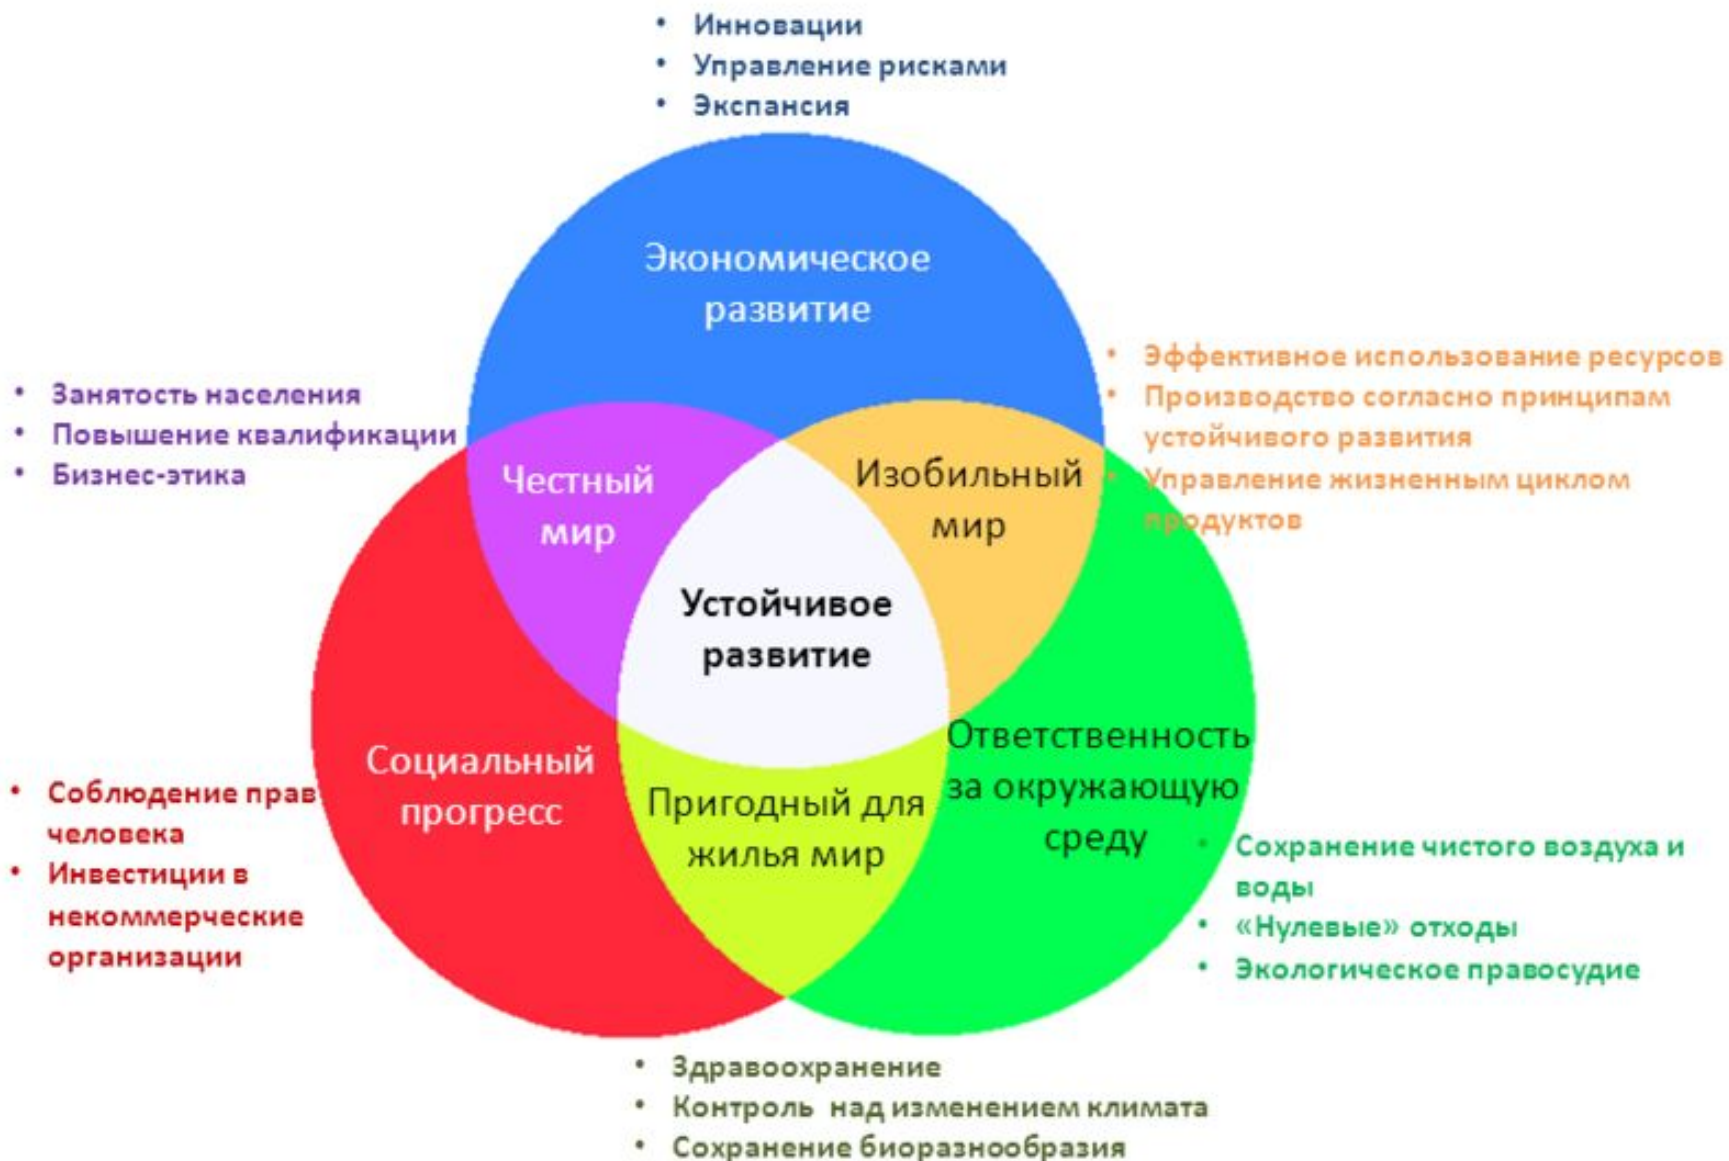 • Инновации
• Управление рисками
• Экспансия
Экономическое
развитие
• Занятость населения
• Повышение квалификации
• Бизнес-этика
• Эффективное использование ресурсов
• Производство согласно принципам
устойчивого развития
• Управление жизненным циклом
продуктов
Честный
мир
Изобильный
мир
Устойчивое
развитие
Социальный
прогресс
Ответственность
за окружающую
среду
Пригодный для
жилья мир
• Соблюдение прав
человека
• Инвестиции в
некоммерческие
организации
• Сохранение чистого воздуха и
воды
• «Нулевые» отходы
• Экологическое правосудие
• Здравоохранение
• Контроль над изменением климата
• Сохранение биоразнообразия